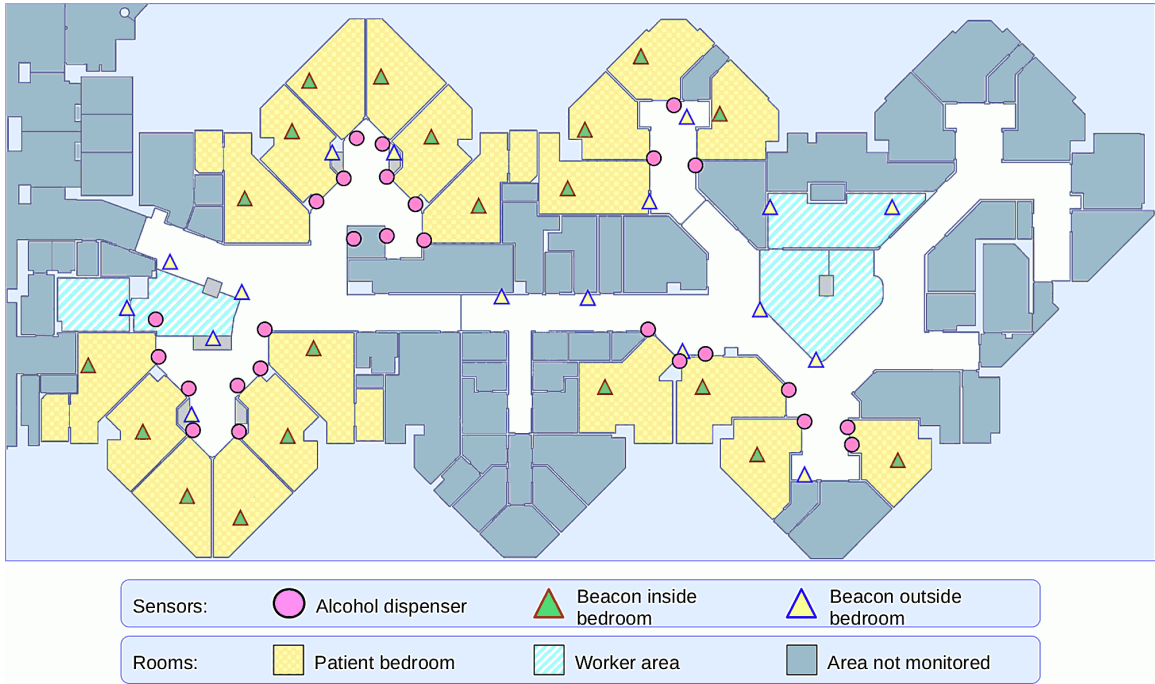 Sensors:
Alcohol dispenser
Beacon inside
bedroom
Beacon outside
bedroom
Rooms:
Patient bedroom
Worker area
Area not monitored